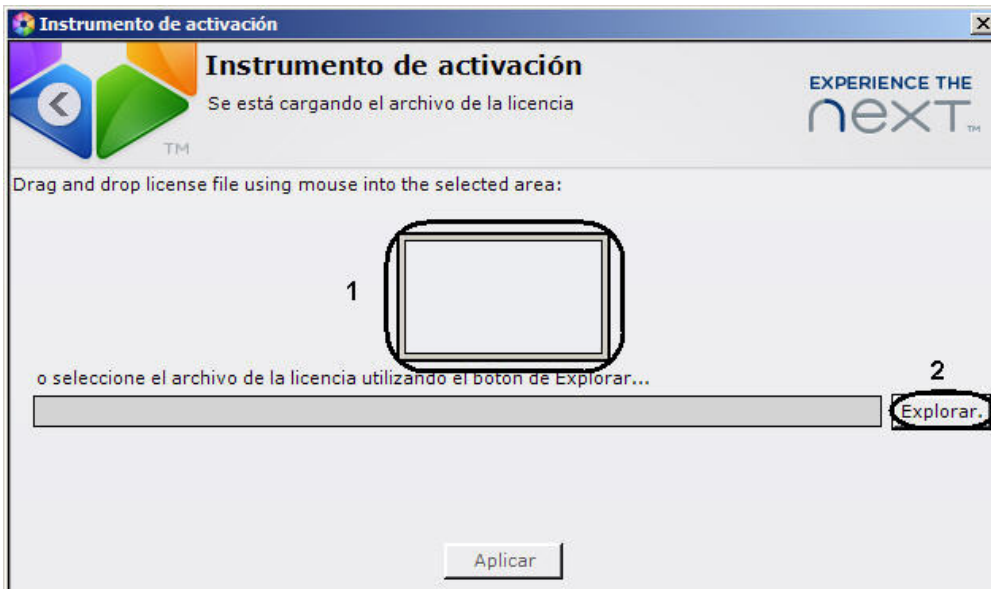 Instrumento de activación
Instrumento de activación
Se está cargando el archivo de la licencia
EXPERIENCE THE
next™
TM
Drag and drop license file using mouse into the selected area:
1
o seleccione el archivo de la licencia utilizando el botón de Explorar...
2
Explorar.
Aplicar